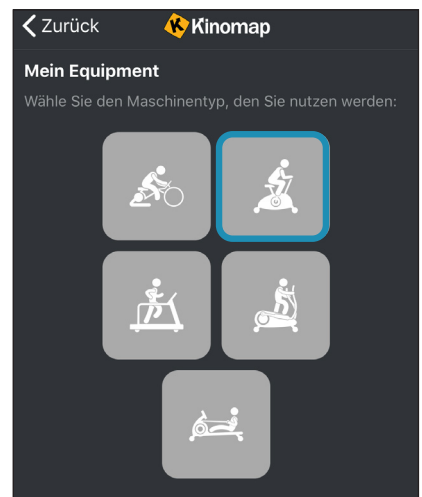 Zurück
Kinomap
Mein Equipment
Wähle Sie den Maschinentyp, den Sie nutzen werden: